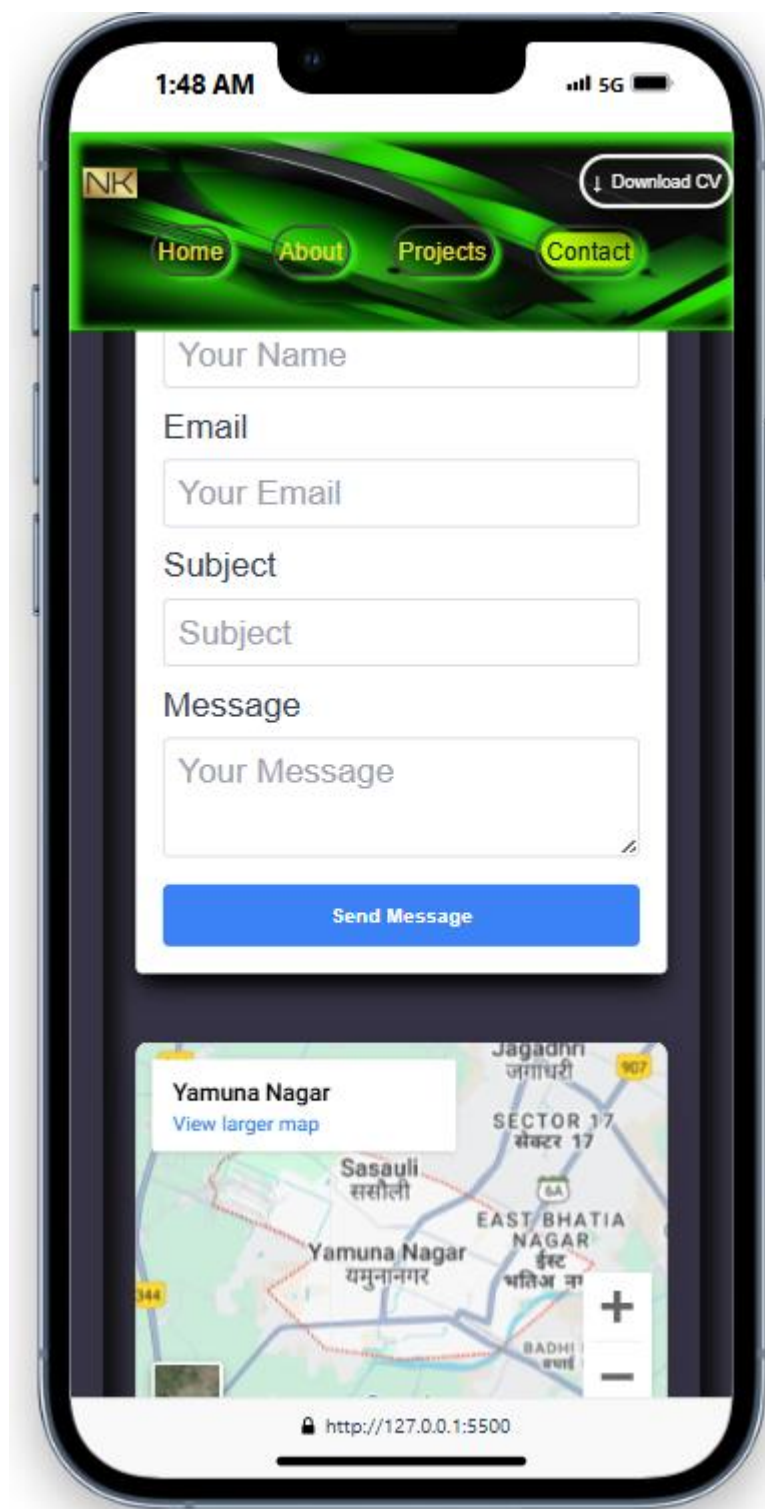 1:48 AM 5G
NK
↓ Download CV
Home About Projects Contact
Your Name
Email
Your Email
Subject
Subject
Message
Your Message
Send Message
Yamuna Nagar
View larger map
Jagadhri
जगाधरी
907
SECTOR 17
सेक्टर 17
Sasauli
ससौली
6A
EAST BHATIA
NAGAR
ईस्ट
भतिअ
Yamuna Nagar
यमुनानगर
344
BADHI
+
−
http://127.0.0.1:5500